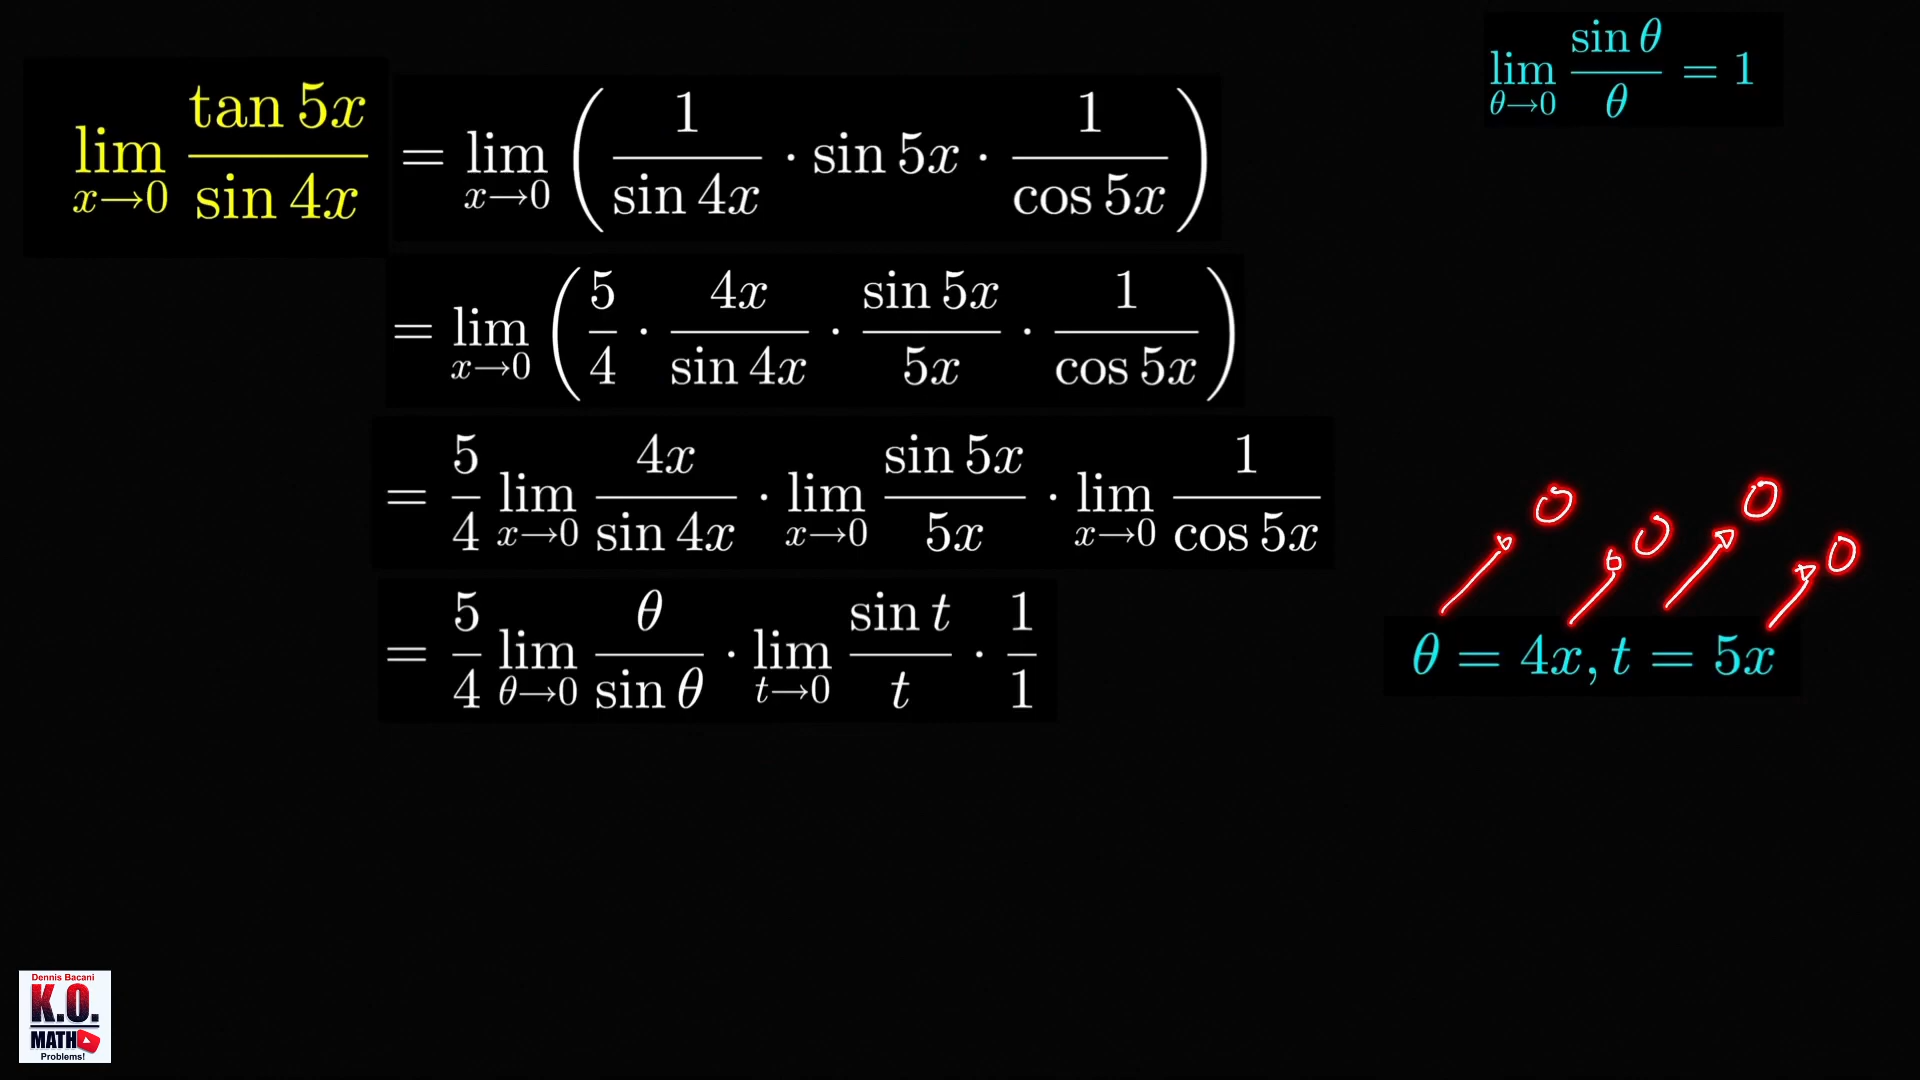 lim_{x→0} tan 5x / sin 4x = lim_{x→0} ( 1 / sin 4x · sin 5x · 1 / cos 5x )
lim_{θ→0} sin θ / θ = 1
= lim_{x→0} ( 5/4 · 4x / sin 4x · sin 5x / 5x · 1 / cos 5x )
= 5/4 lim_{x→0} 4x / sin 4x · lim_{x→0} sin 5x / 5x · lim_{x→0} 1 / cos 5x
0 0 0 0
= 5/4 lim_{θ→0} θ / sin θ · lim_{t→0} sin t / t · 1/1
θ = 4x, t = 5x
Dennis Bacani
K.O.
MATH
Problems!